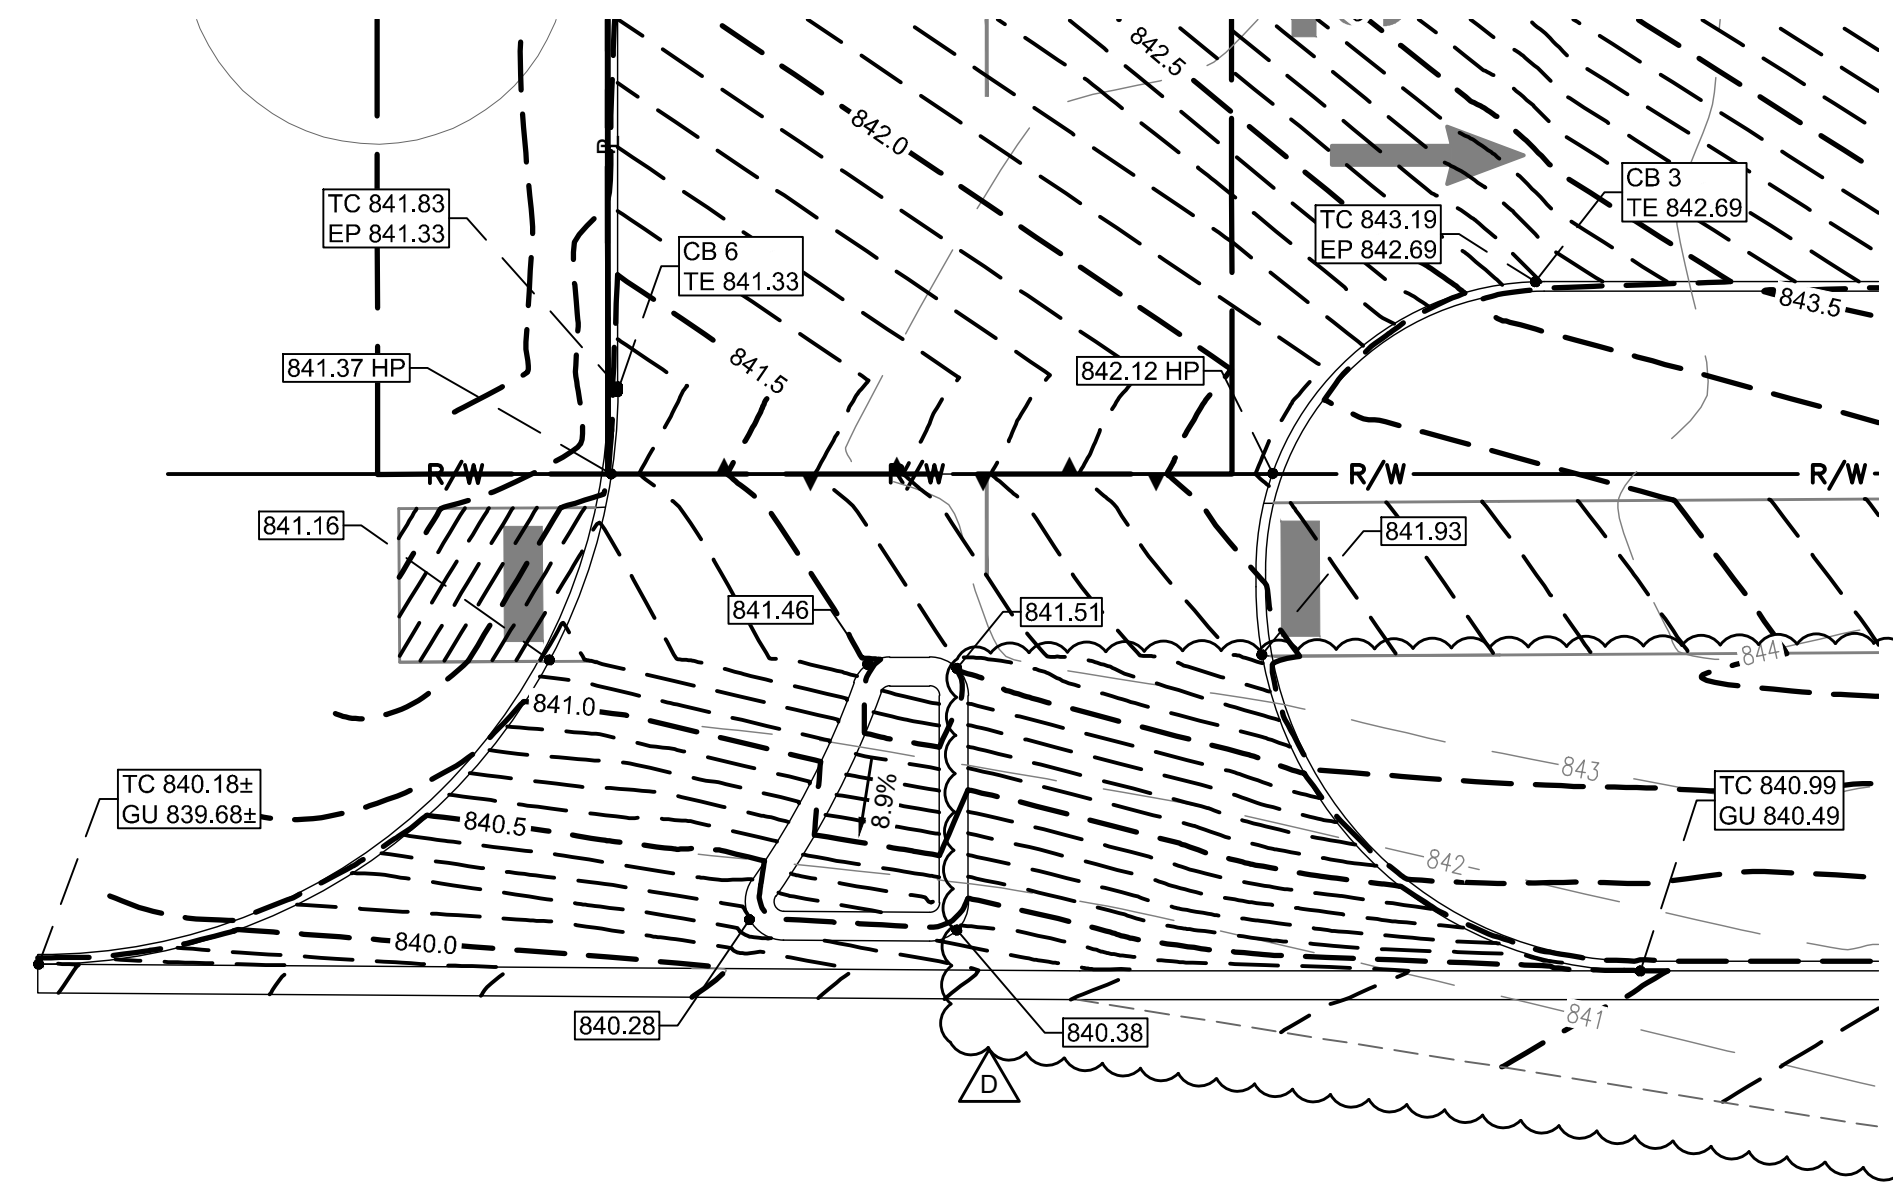 842.5
842.0
TC 841.83
EP 841.33
CB 6
TE 841.33
TC 843.19
EP 842.69
CB 3
TE 842.69
843.5
841.37 HP
841.5
842.12 HP
R/W
R/W
R/W
R/W
841.16
841.93
841.46
841.51
844
841.0
843
TC 840.18±
GU 839.68±
8.9%
TC 840.99
GU 840.49
840.5
842
840.0
841
840.28
840.38
D